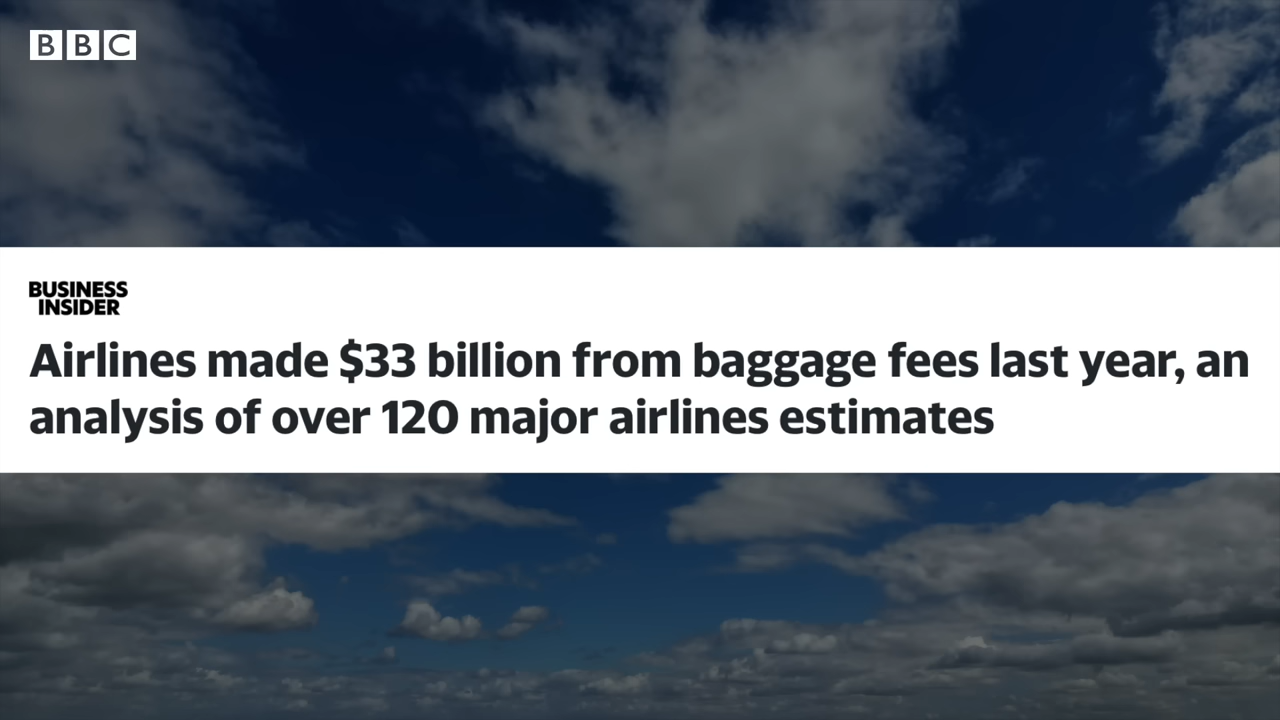 BBC
BUSINESS
INSIDER
Airlines made $33 billion from baggage fees last year, an
analysis of over 120 major airlines estimates